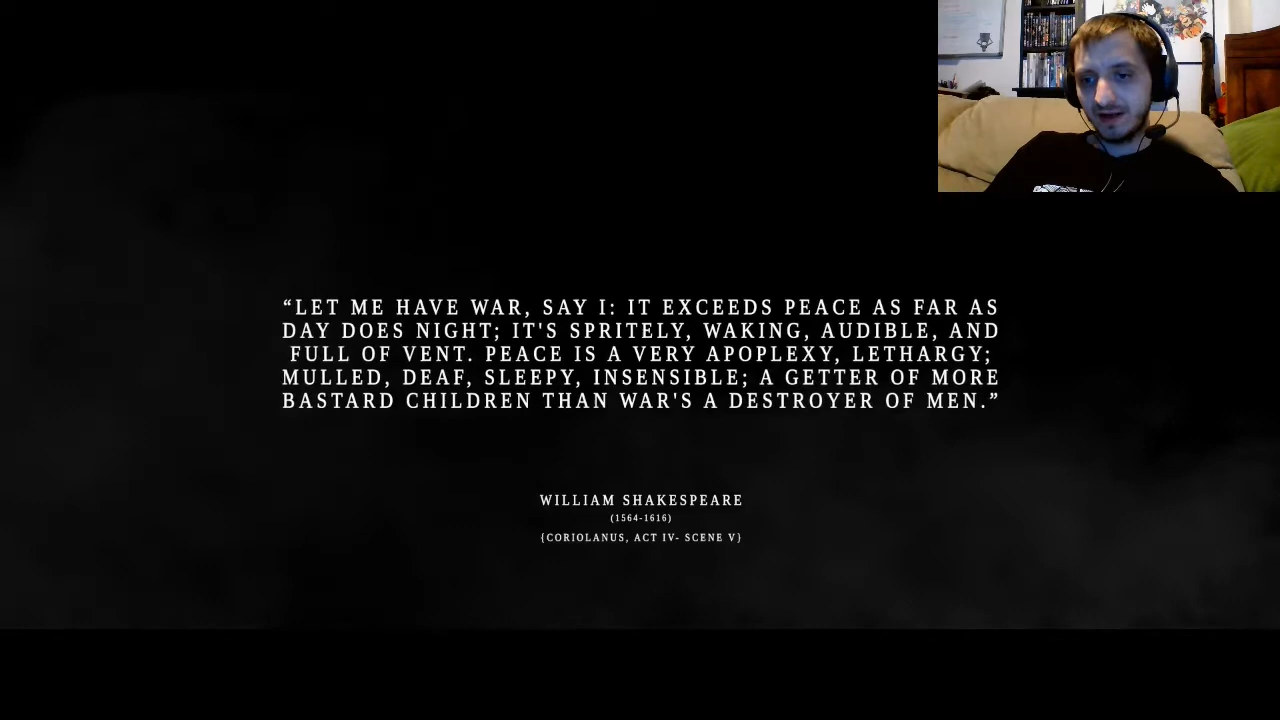 “LET ME HAVE WAR, SAY I: IT EXCEEDS PEACE AS FAR AS
DAY DOES NIGHT; IT'S SPRITELY, WAKING, AUDIBLE, AND
FULL OF VENT. PEACE IS A VERY APOPLEXY, LETHARGY;
MULLED, DEAF, SLEEPY, INSENSIBLE; A GETTER OF MORE
BASTARD CHILDREN THAN WAR'S A DESTROYER OF MEN.”
WILLIAM SHAKESPEARE
(1564-1616)
{CORIOLANUS, ACT IV- SCENE V}